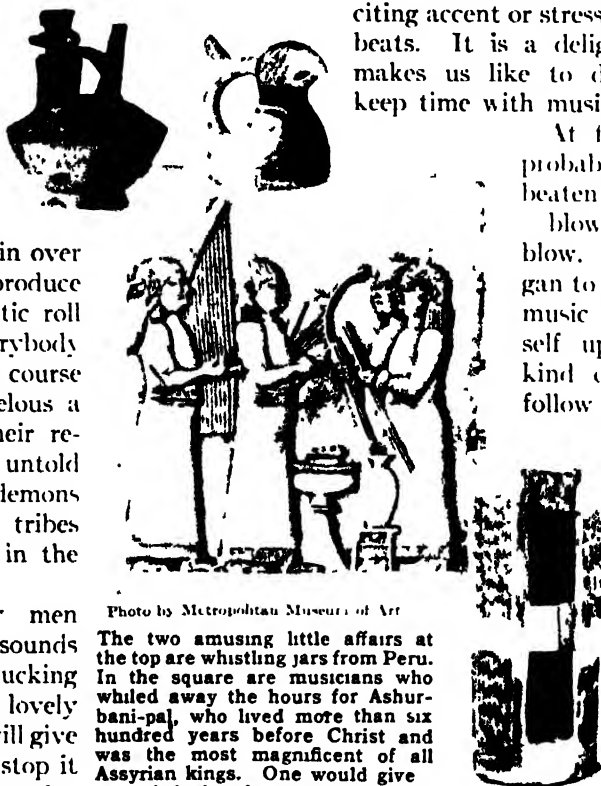 citing accent or stress
beats. It is a delig
makes us like to d
keep time with musi
At f
probab
beaten
blow
blow.
gan to
music
self up
kind o
follow
in over
produce
tic roll
rybody
course
elous a
heir re-
untold
demons
tribes
in the
men
sounds
ucking
lovely
ill give
stop it
Photo by Metropolitan Museum of Art
The two amusing little affairs at
the top are whistling jars from Peru.
In the square are musicians who
whiled away the hours for Ashur-
bani-pal, who lived more than six
hundred years before Christ and
was the most magnificent of all
Assyrian kings. One would give